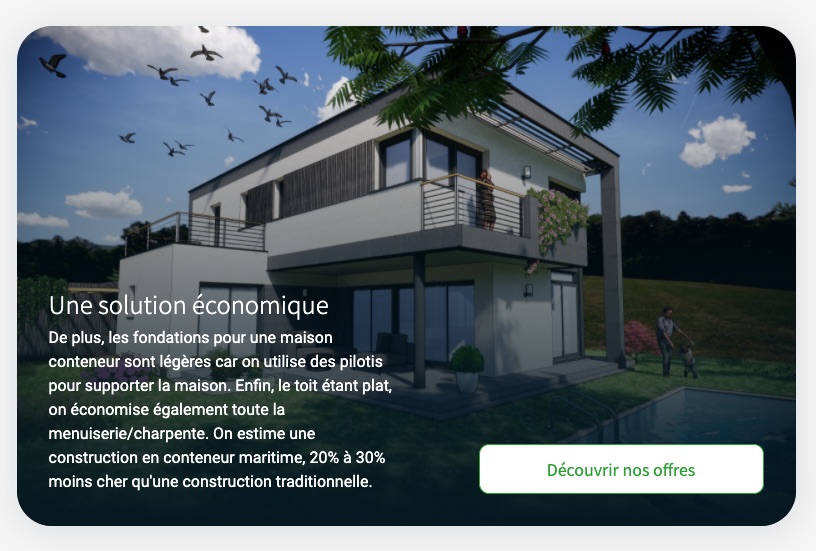 Une solution économique
De plus, les fondations pour une maison
conteneur sont légères car on utilise des pilotis
pour supporter la maison. Enfin, le toit étant plat,
on économise également toute la
menuiserie/charpente. On estime une
construction en conteneur maritime, 20% à 30%
moins cher qu'une construction traditionnelle.
Découvrir nos offres